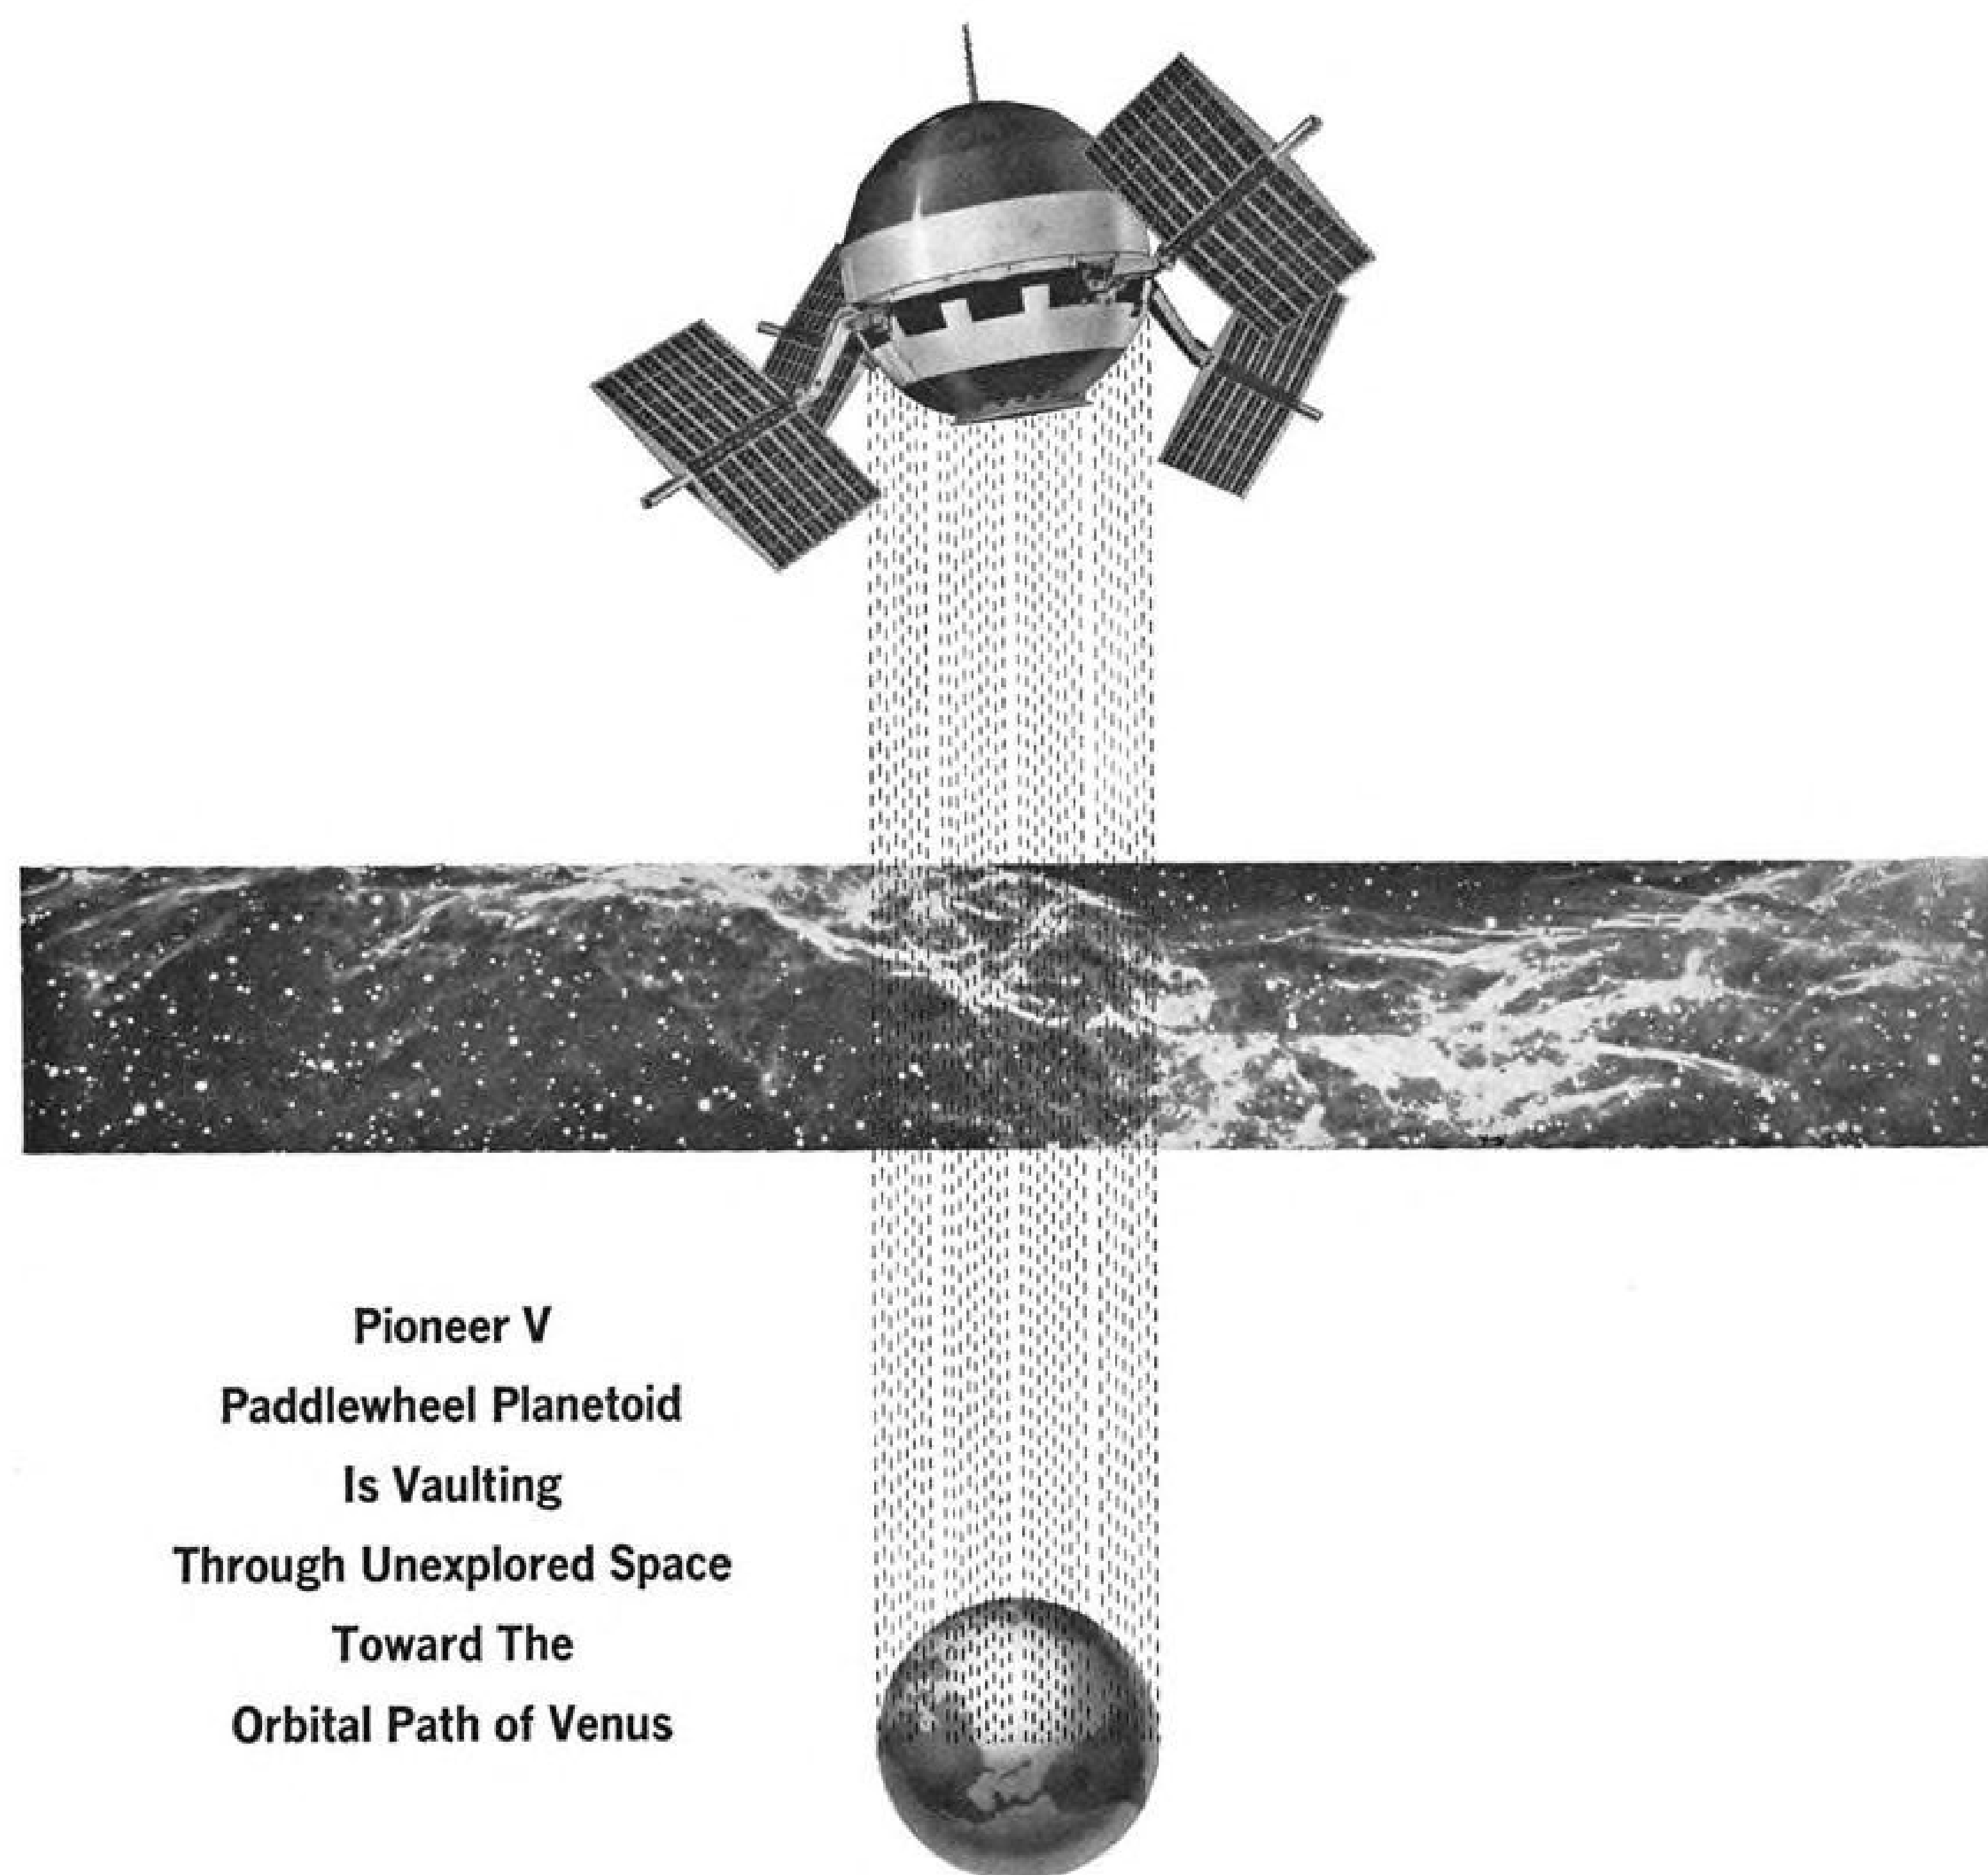 Pioneer V
Paddlewheel Planetoid
Is Vaulting
Through Unexplored Space
Toward The
Orbital Path of Venus